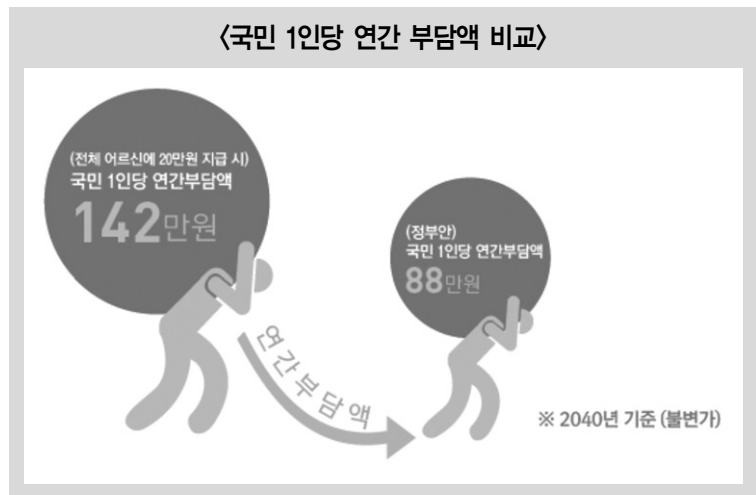 <국민 1인당 연간 부담액 비교>
(전체 어르신에 20만원 지급 시)
국민 1인당 연간부담액
142만원
(정부안)
국민 1인당 연간부담액
88만원
연간부담액
※ 2040년 기준 (불변가)